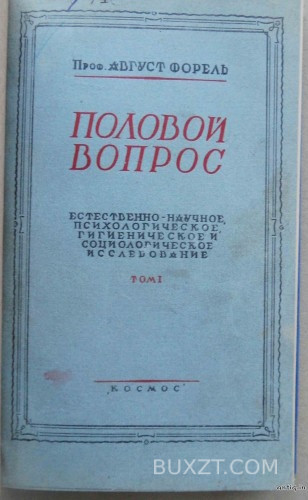 Проф. АВГУСТ ФОРЕЛЬ
ПОЛОВОЙ
ВОПРОС
ЕСТЕСТВЕННО-НАУЧНОЕ,
ПСИХОЛОГИЧЕСКОЕ,
ГИГИЕНИЧЕСКОЕ И
СОЦИОЛОГИЧЕСКОЕ
ИССЛЕДОВАНИЕ
ТОМ I
"КОСМОС"
BUXZT.COM